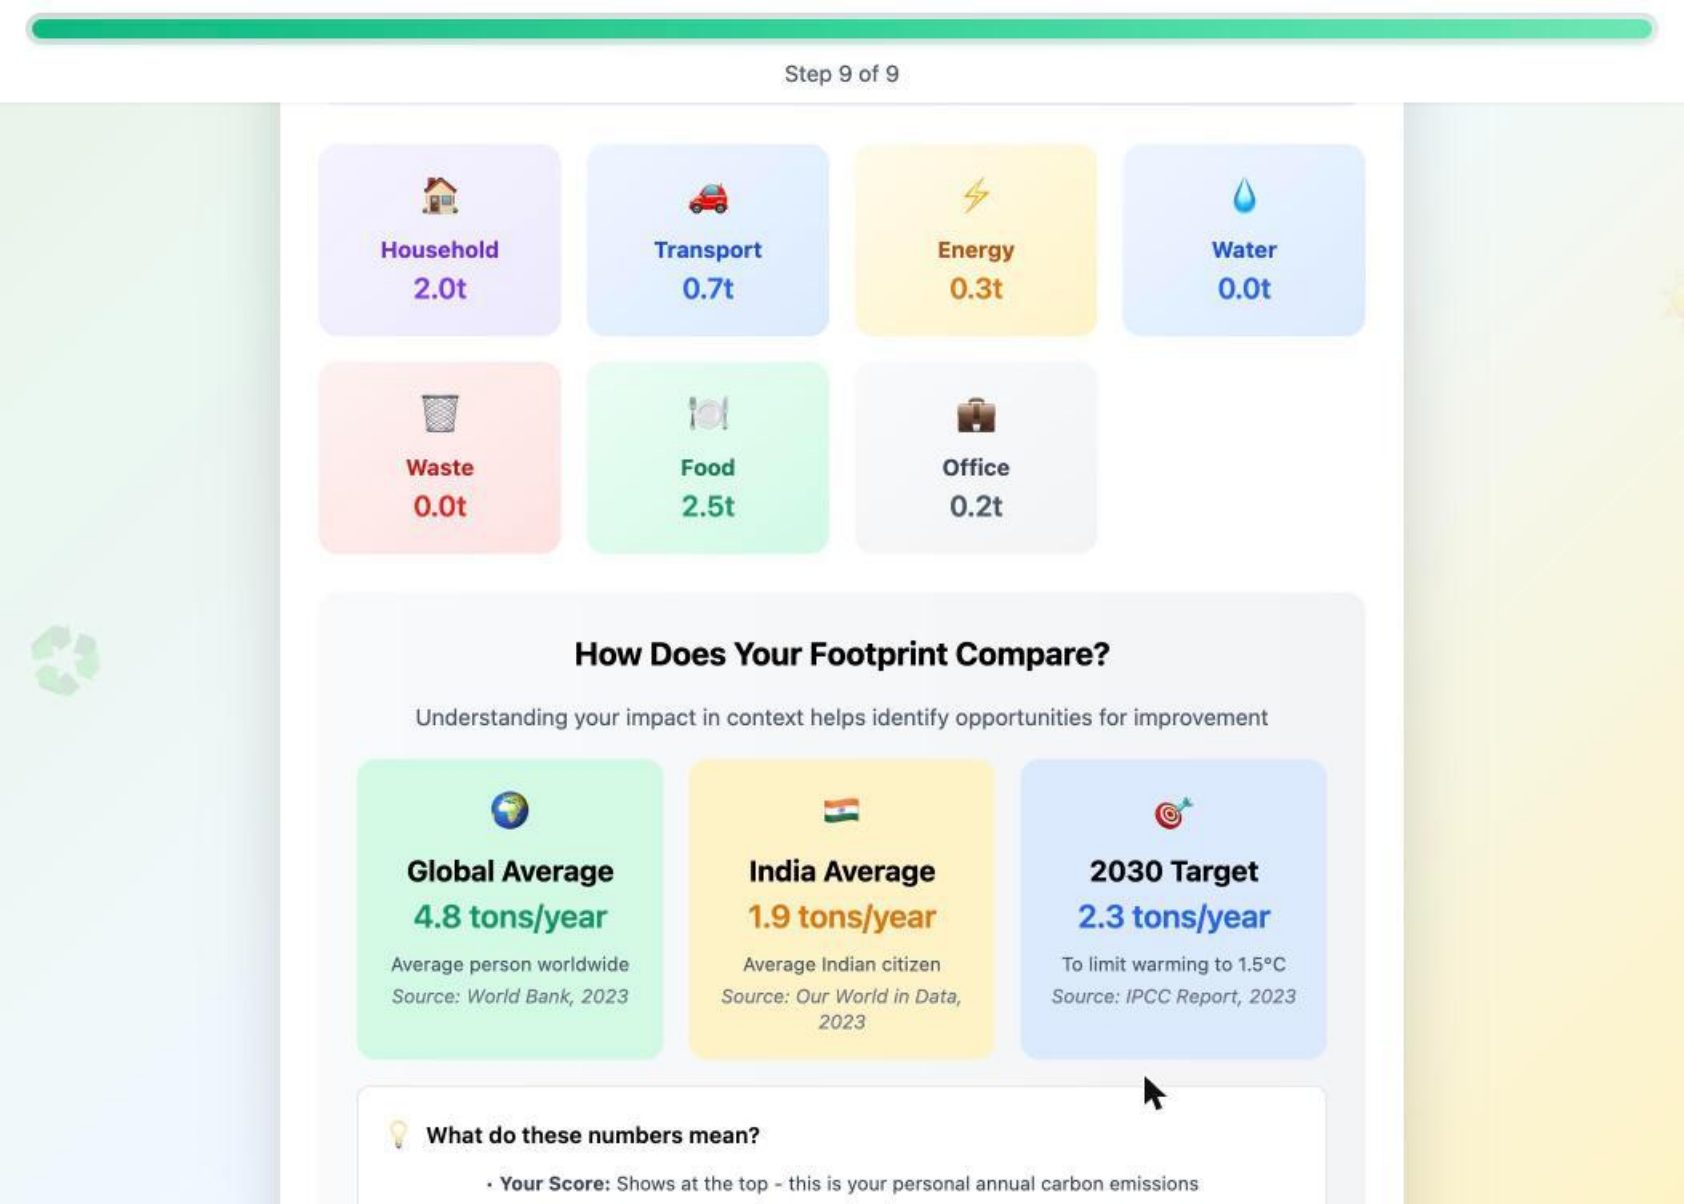 Step 9 of 9
Household
2.0t
Transport
0.7t
Energy
0.3t
Water
0.0t
Waste
0.0t
Food
2.5t
Office
0.2t
How Does Your Footprint Compare?
Understanding your impact in context helps identify opportunities for improvement
Global Average
4.8 tons/year
Average person worldwide
Source: World Bank, 2023
India Average
1.9 tons/year
Average Indian citizen
Source: Our World in Data,
2023
2030 Target
2.3 tons/year
To limit warming to 1.5°C
Source: IPCC Report, 2023
What do these numbers mean?
• Your Score: Shows at the top - this is your personal annual carbon emissions